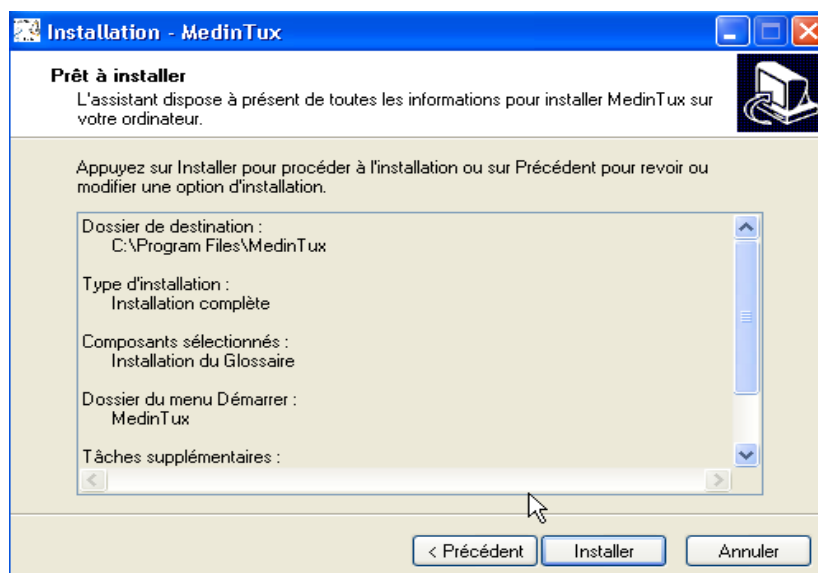 Installation - MedinTux
Prêt à installer
L'assistant dispose à présent de toutes les informations pour installer MedinTux sur
votre ordinateur.
Appuyez sur Installer pour procéder à l'installation ou sur Précédent pour revoir ou
modifier une option d'installation.
Dossier de destination :
C:\Program Files\MedinTux
Type d'installation :
Installation complète
Composants sélectionnés :
Installation du Glossaire
Dossier du menu Démarrer :
MedinTux
Tâches supplémentaires :
< Précédent Installer Annuler